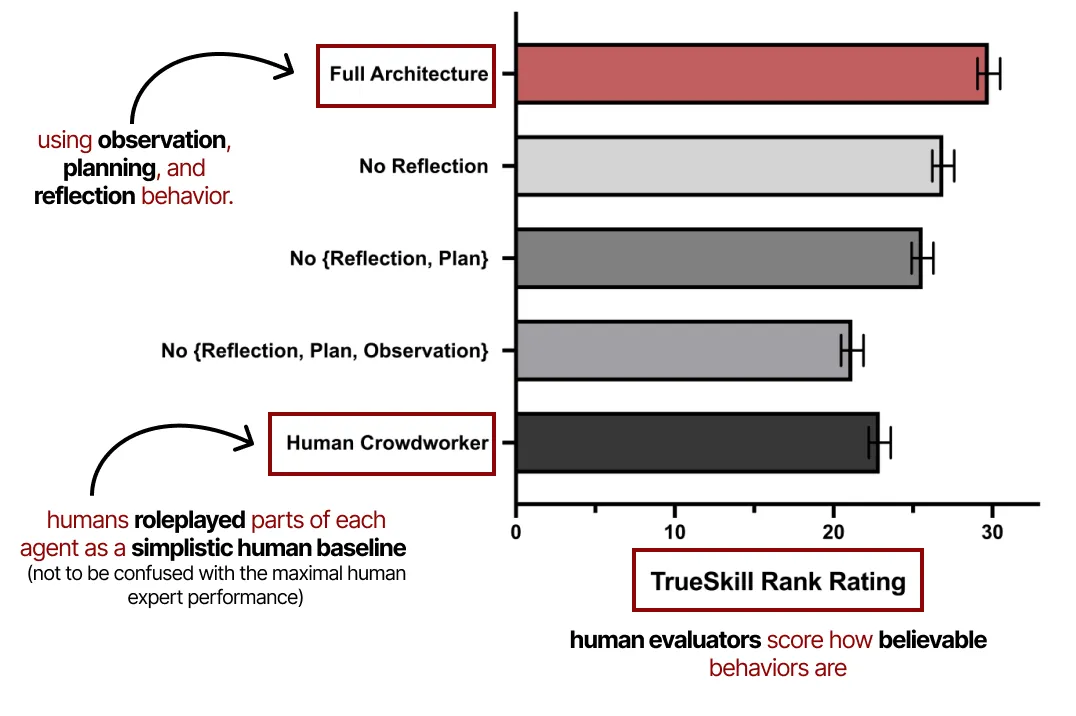 Full Architecture
using observation,
planning, and
reflection behavior.
No Reflection
No {Reflection, Plan}
No {Reflection, Plan, Observation}
Human Crowdworker
humans roleplayed parts of each
agent as a simplistic human baseline
(not to be confused with the maximal human
expert performance)
0 10 20 30
TrueSkill Rank Rating
human evaluators score how believable
behaviors are